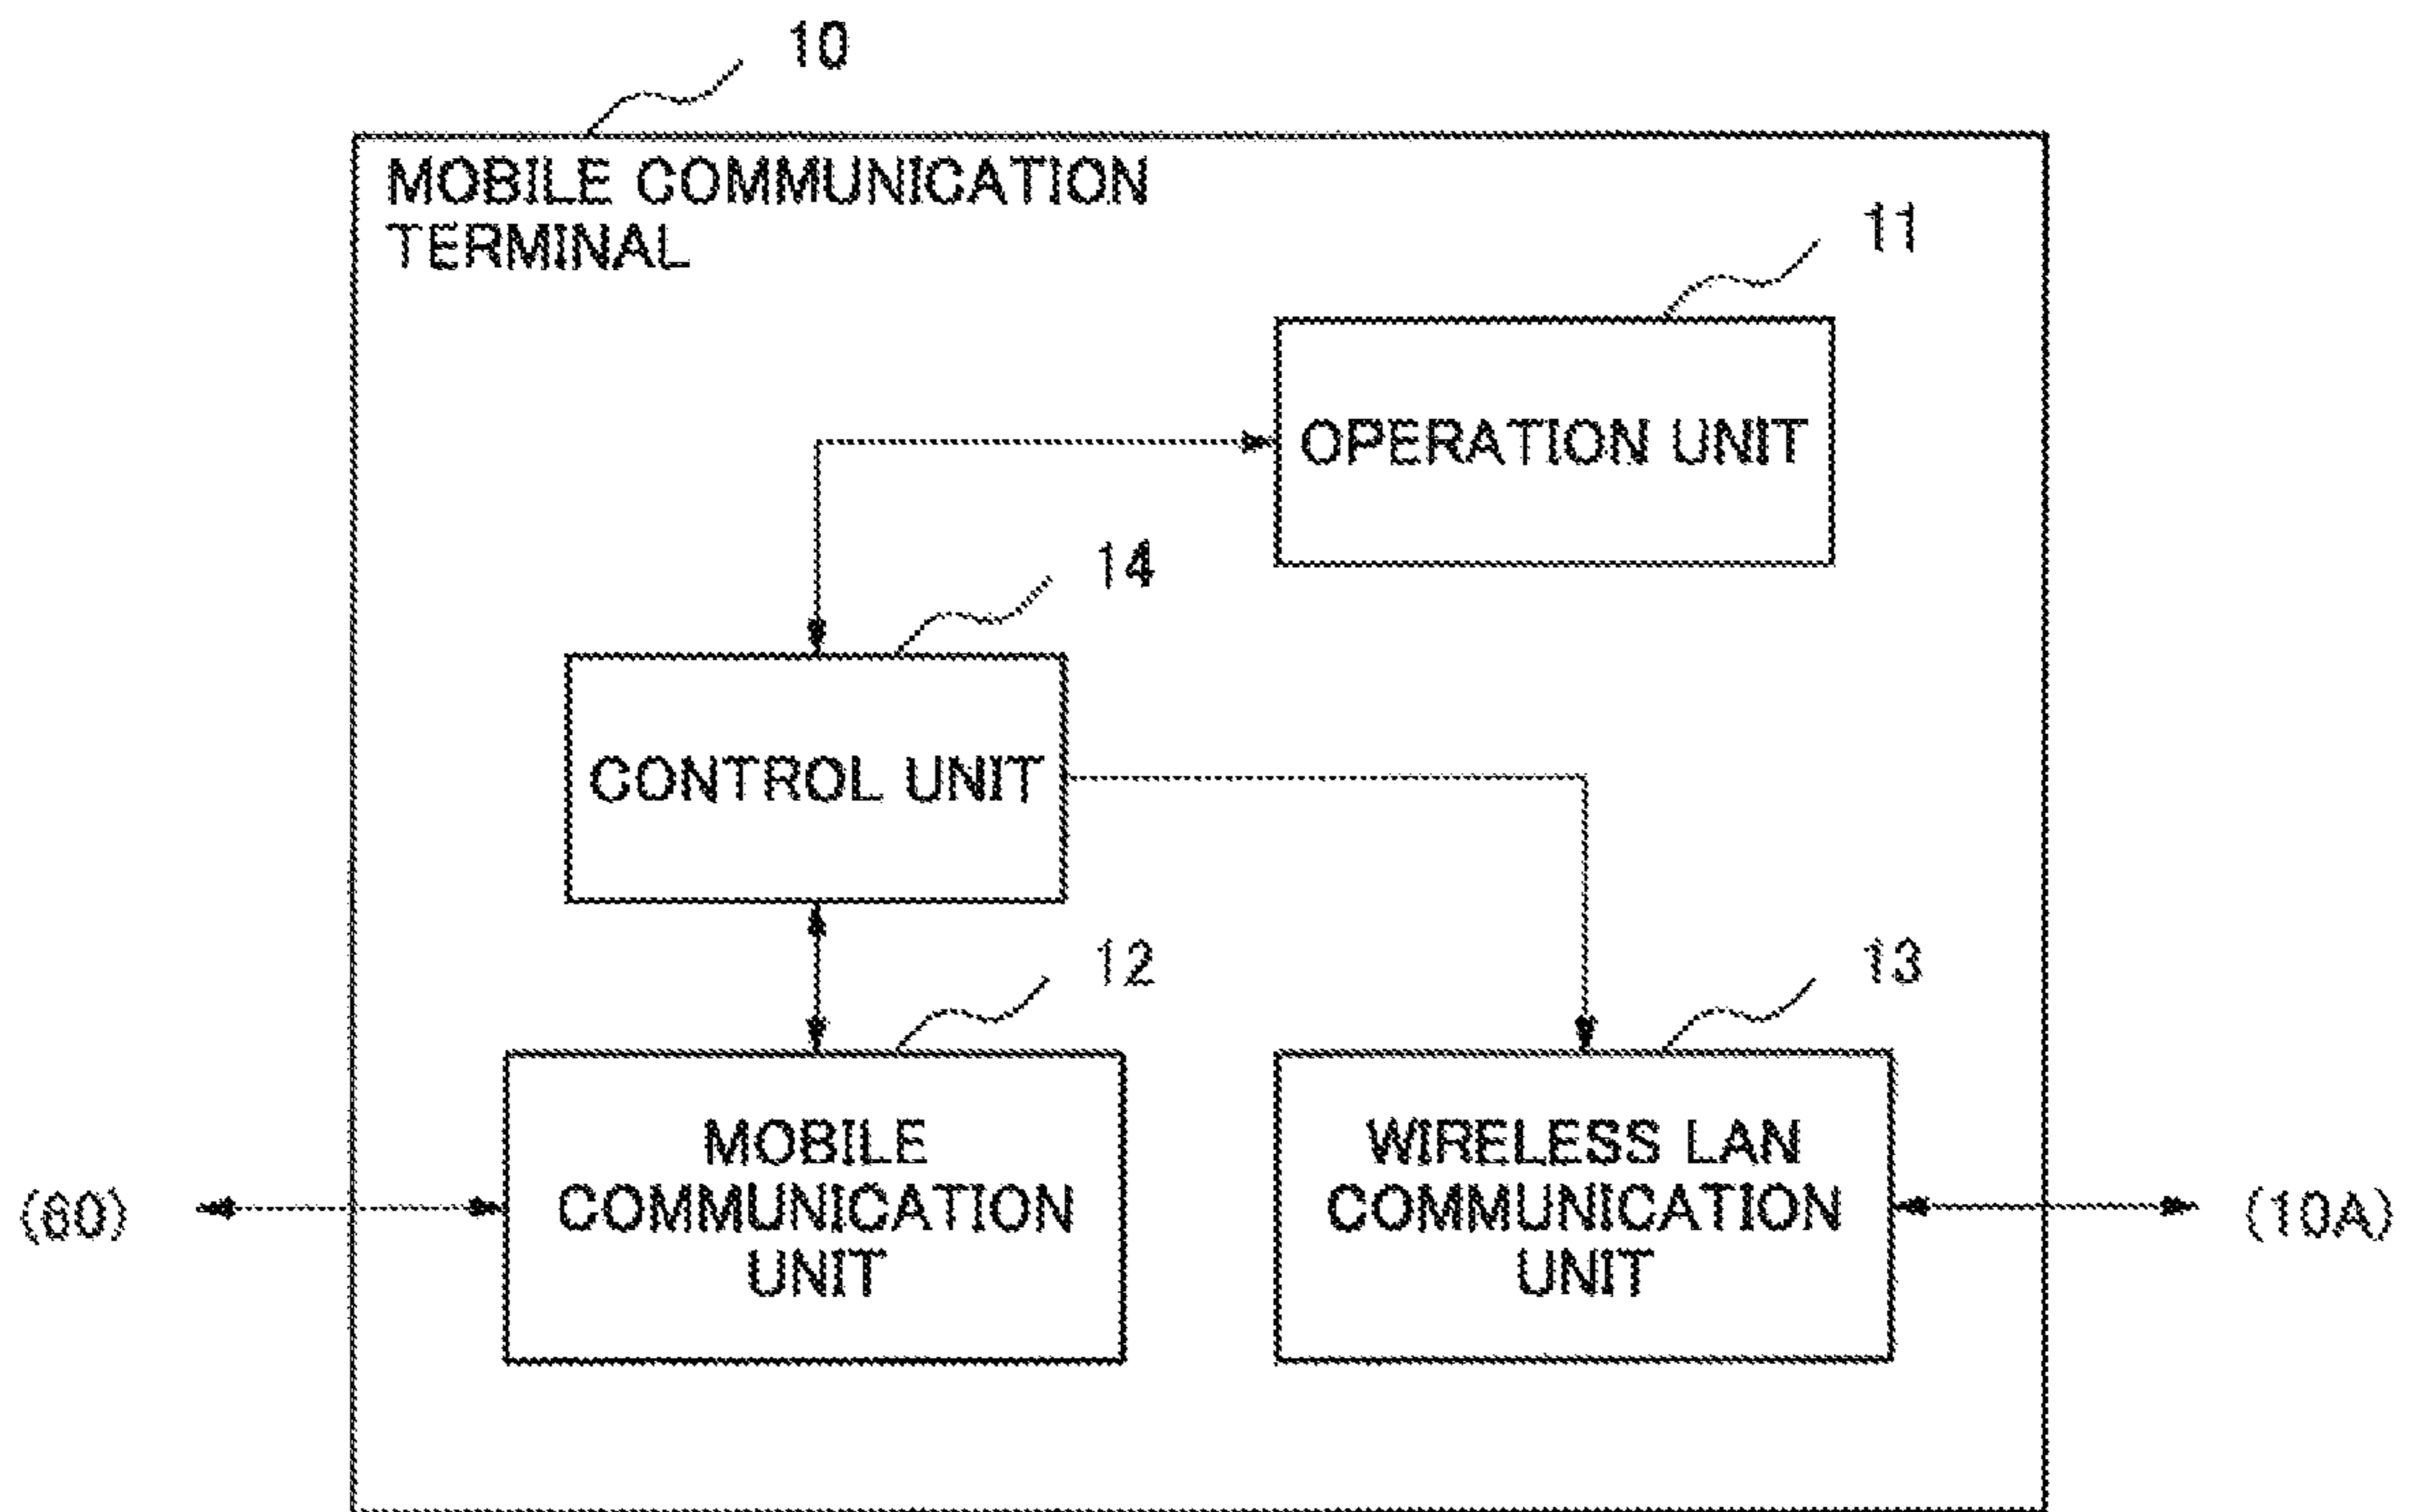 10
MOBILE COMMUNICATION
TERMINAL
11
OPERATION UNIT
14
CONTROL UNIT
12
13
MOBILE
COMMUNICATION
UNIT
WIRELESS LAN
COMMUNICATION
UNIT
(60)
(10A)